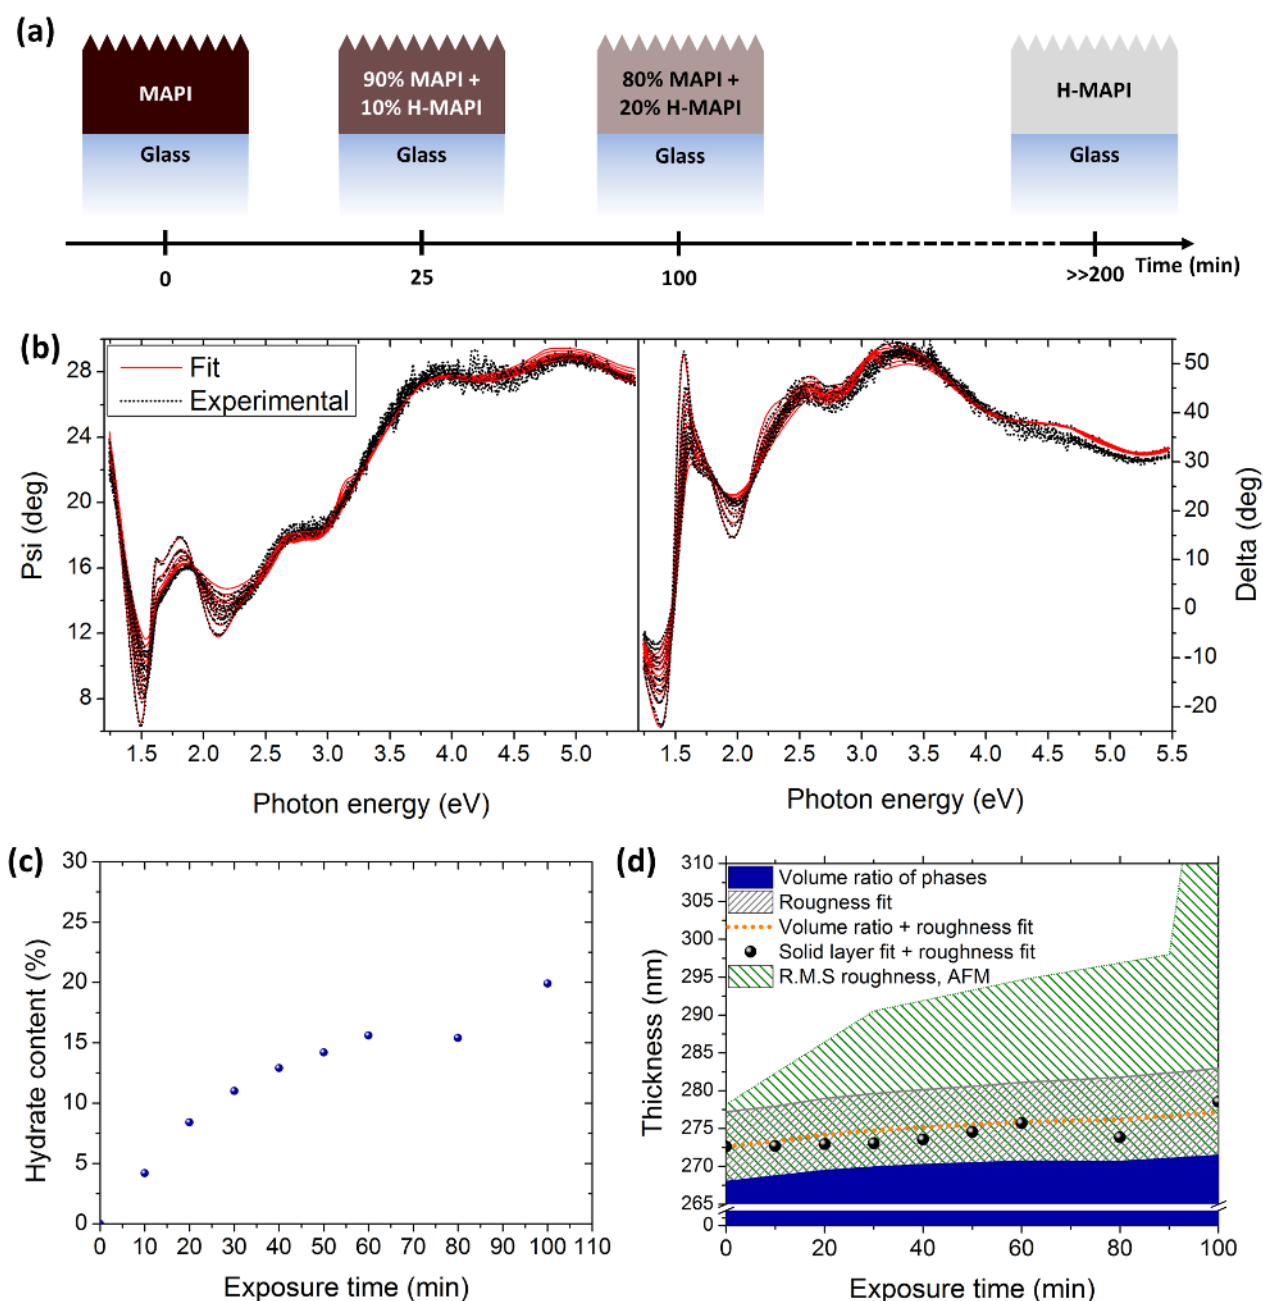 (a)
MAPI
Glass
90% MAPI +
10% H-MAPI
Glass
80% MAPI +
20% H-MAPI
Glass
H-MAPI
Glass
0
25
100
>>200
Time (min)
(b)
Fit
Experimental
28
24
20
16
12
8
Psi (deg)
1.5 2.0 2.5 3.0 3.5 4.0 4.5 5.0
Photon energy (eV)
50
40
30
20
10
0
-10
-20
Delta (deg)
1.5 2.0 2.5 3.0 3.5 4.0 4.5 5.0 5.5
Photon energy (eV)
(c)
30
25
20
15
10
5
0
Hydrate content (%)
0 10 20 30 40 50 60 70 80 90 100 110
Exposure time (min)
(d)
Volume ratio of phases
Rougness fit
Volume ratio + roughness fit
Solid layer fit + roughness fit
R.M.S roughness, AFM
310
305
300
295
290
285
280
275
270
265
0
Thickness (nm)
0 20 40 60 80 100
Exposure time (min)